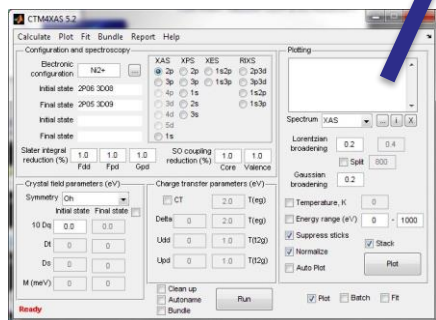 CTM4XAS 5.2
Calculate Plot Fit Bundle Report Help
Configuration and spectroscopy
Electronic configuration Ni2+ ...
Initial state 2P06 3D08
Final state 2P05 3D09
Initial state
Final state
XAS XPS XES RIXS
2p 2p 1s2p 2p3d
3p 3p 1s3p 3p3d
4p 1s 1s2p
3d 2s 1s3p
4d 3s
5d
1s
Slater integral reduction (%) 1.0 1.0 1.0
Fdd Fpd Gpd
SO coupling reduction (%) 1.0 1.0
Core Valence
Crystal field parameters (eV)
Symmetry Oh
Initial state Final state
10 Dq 0.0 0.0
Dt 0 0
Ds 0 0
M (meV) 0 0
Charge transfer parameters (eV)
CT 2.0 T(eg)
Delta 0 2.0 T(eg)
Udd 0 1.0 T(t2g)
Upd 0 1.0 T(t2g)
Clean up
Autoname
Bundle
Run
Ready
Plotting
Spectrum XAS ... i X
Lorentzian broadening 0.2 0.4
Split 800
Gaussian broadening 0.2
Temperature, K 0
Energy range (eV) 0 - 1000
Suppress sticks
Stack
Normalize
Auto Plot
Plot
Plot Batch Fit